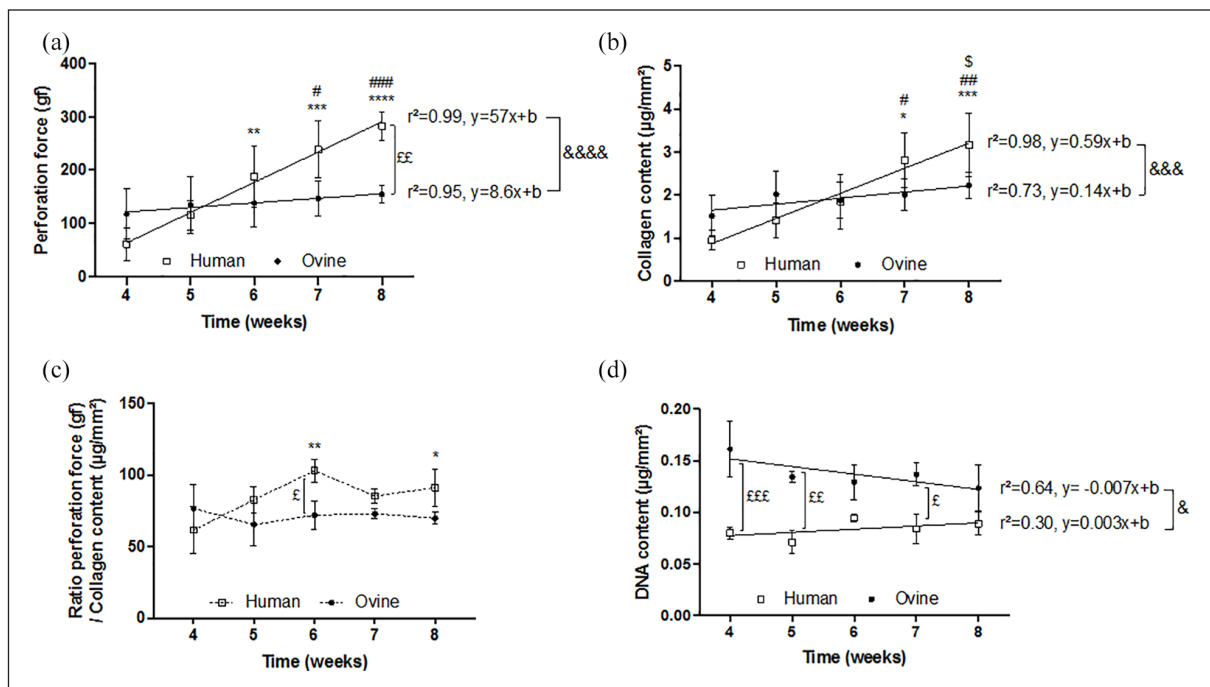 (a)
400
300
200
100
0
Perforation force (gf)
**
#
***
###
****
££
r²=0.99, y=57x+b
r²=0.95, y=8.6x+b
&&&&
Human
Ovine
4 5 6 7 8
Time (weeks)
(b)
5
4
3
2
1
0
Collagen content (µg/mm²)
#
*
$
##
***
r²=0.98, y=0.59x+b
r²=0.73, y=0.14x+b
&&&
Human
Ovine
4 5 6 7 8
Time (weeks)
(c)
150
100
50
0
Ratio perforation force (gf)
/ Collagen content (µg/mm²)
**
£
*
Human
Ovine
4 5 6 7 8
Time (weeks)
(d)
0.20
0.15
0.10
0.05
0.00
DNA content (µg/mm²)
£££
££
£
r²=0.64, y= -0.007x+b
r²=0.30, y=0.003x+b
&
Human
Ovine
4 5 6 7 8
Time (weeks)